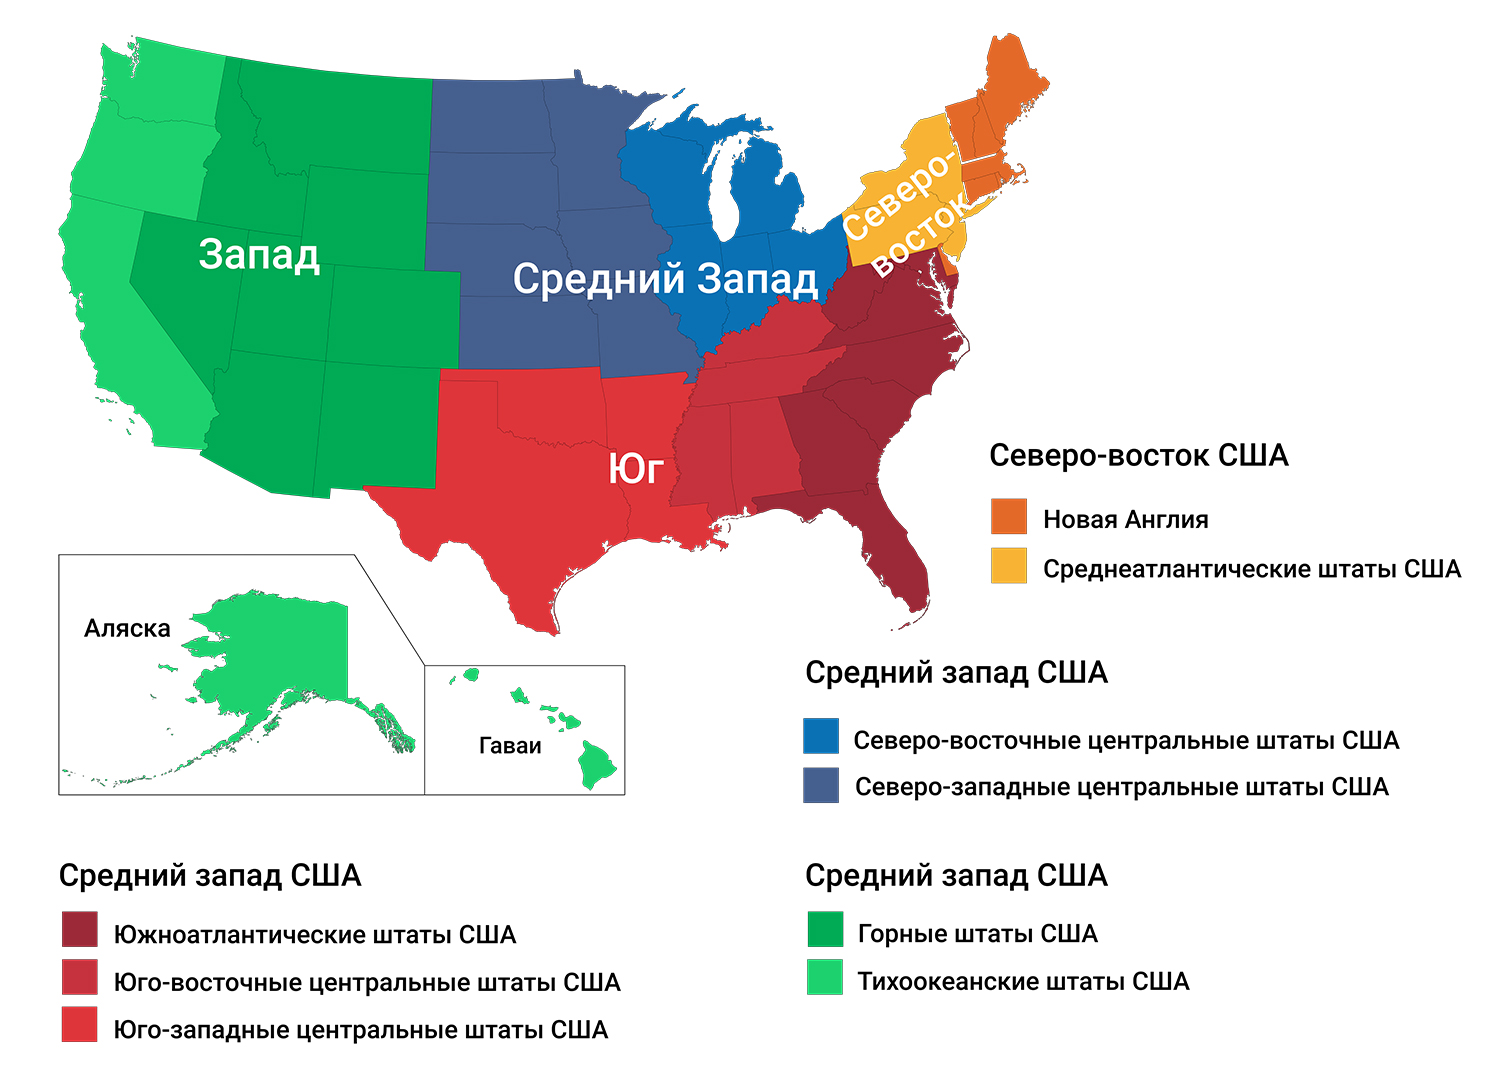 Запад
Средний Запад
Северо-
восток
Юг
Аляска
Гаваи
Северо-восток США
Новая Англия
Среднеатлантические штаты США
Средний запад США
Северо-восточные центральные штаты США
Северо-западные центральные штаты США
Средний запад США
Южноатлантические штаты США
Юго-восточные центральные штаты США
Юго-западные центральные штаты США
Средний запад США
Горные штаты США
Тихоокеанские штаты США